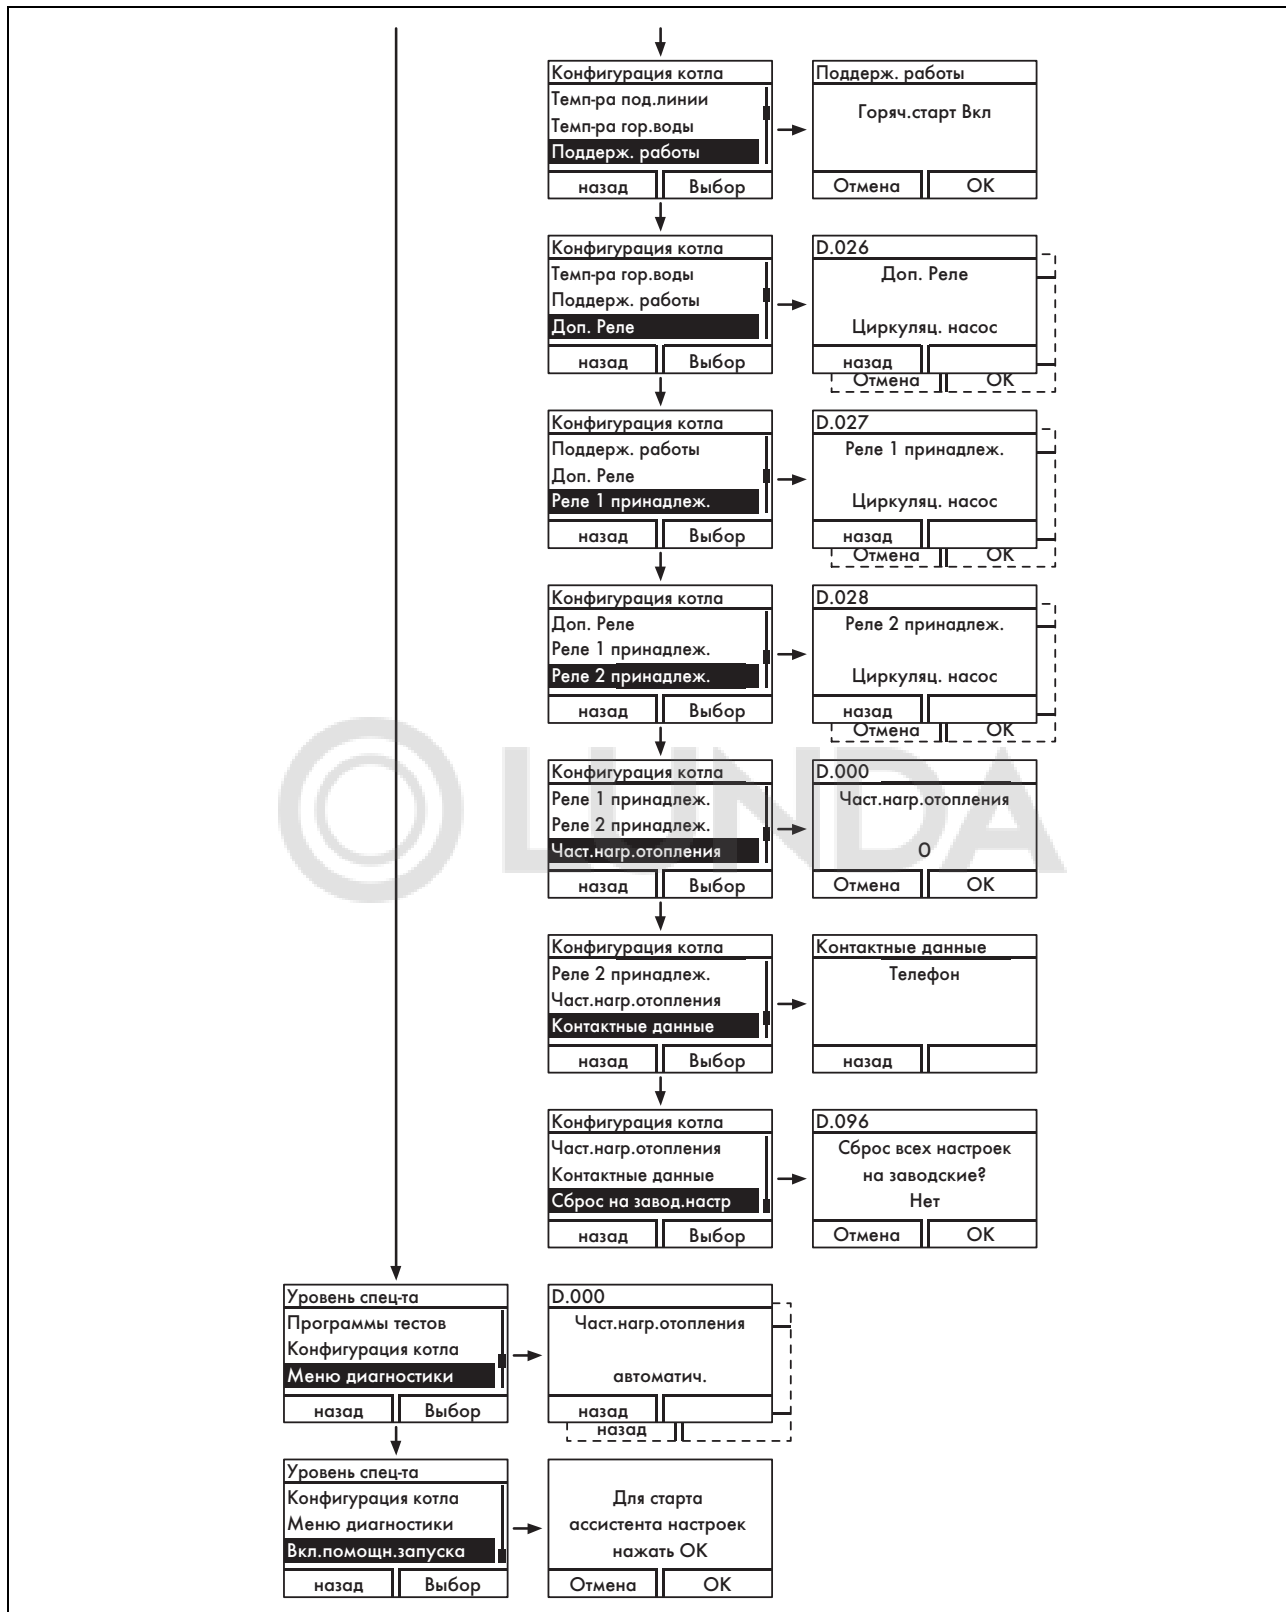 Конфигурация котла
Темп-ра под.линии
Темп-ра гор.воды
Поддерж. работы
назад Выбор
Поддерж. работы
Горяч.старт Вкл
Отмена OK
Конфигурация котла
Темп-ра гор.воды
Поддерж. работы
Доп. Реле
назад Выбор
D.026
Доп. Реле
Циркуляц. насос
назад
Отмена OK
Конфигурация котла
Поддерж. работы
Доп. Реле
Реле 1 принадлеж.
назад Выбор
D.027
Реле 1 принадлеж.
Циркуляц. насос
назад
Отмена OK
Конфигурация котла
Доп. Реле
Реле 1 принадлеж.
Реле 2 принадлеж.
назад Выбор
D.028
Реле 2 принадлеж.
Циркуляц. насос
назад
Отмена OK
LUNDA
Конфигурация котла
Реле 1 принадлеж.
Реле 2 принадлеж.
Част.нагр.отопления
назад Выбор
D.000
Част.нагр.отопления
0
Отмена OK
Конфигурация котла
Реле 2 принадлеж.
Част.нагр.отопления
Контактные данные
назад Выбор
Контактные данные
Телефон
назад
Конфигурация котла
Част.нагр.отопления
Контактные данные
Сброс на завод.настр
назад Выбор
D.096
Сброс всех настроек
на заводские?
Нет
Отмена OK
Уровень спец-та
Программы тестов
Конфигурация котла
Меню диагностики
назад Выбор
D.000
Част.нагр.отопления
автоматич.
назад
назад
Уровень спец-та
Конфигурация котла
Меню диагностики
Вкл.помощн.запуска
назад Выбор
Для старта
ассистента настроек
нажать ОК
Отмена OK